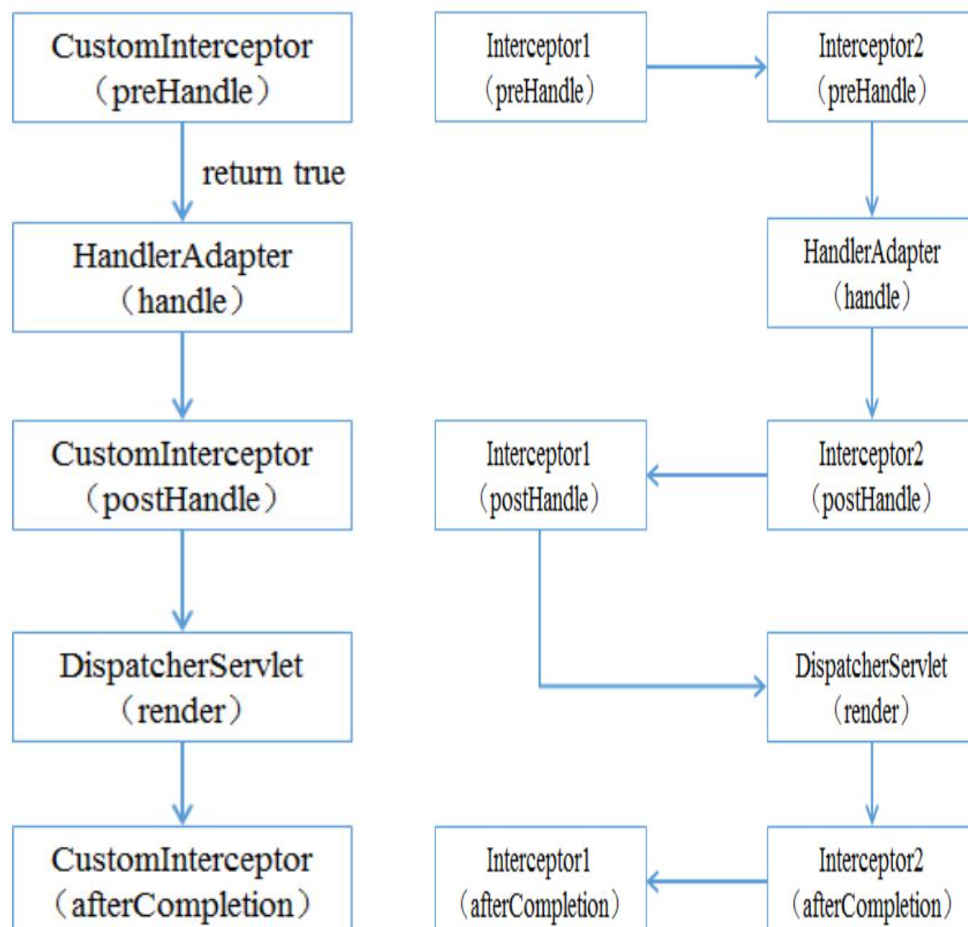 CustomInterceptor
（preHandle）
return true
HandlerAdapter
（handle）
CustomInterceptor
（postHandle）
DispatcherServlet
（render）
CustomInterceptor
（afterCompletion）
Interceptor1
（preHandle）
Interceptor2
（preHandle）
HandlerAdapter
（handle）
Interceptor2
（postHandle）
Interceptor1
（postHandle）
DispatcherServlet
（render）
Interceptor2
（afterCompletion）
Interceptor1
（afterCompletion）